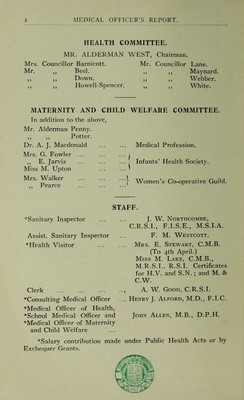 2 MEDICAL OFFICER'S REPORT.
HEALTH COMMITTEE.
MR. ALDERMAN WEST, Chairman.
Mrs. Councillor Barnicott. Mr. Councillor Lane.
Mr. ,, Beel. ,, ,, Maynard.
,, ,, Down. ,, ,, Webber.
,, ,, Howell-Spencer. ,, ,, White.
MATERNITY AND CHILD WELFARE COMMITTEE.
In addition to the above,
Mr. Alderman Penny.
,, ,, Potter.
Dr. A. J. Macdonald ... ... Medical Profession.
Mrs. G. Fowler ... ... ...
,, E. Jarvis ... ... ... Infants' Health Society.
Miss M. Upton ... ...
Mrs. Walker ... ... ...
,, Pearce ... ... ... Women's Co-operative Guild.
STAFF.
*Sanitary Inspector ... ... J. W. Northcombe,
C.R.S.I., F.I.S.E., M.S.I.A.
Assist. Sanitary Inspector ... F. M. Westcott.
*Health Visitor ... ... Mrs. E. Stewart, C.M.B.
(To 4th April.)
Miss M. Lake, C.M.B.,
M.R.S.I., R.S.I. Certificates
for H.V. and S.N.; and M. &
C.W.
Clerk ... ... ... ..., A. W. Good, C.R.S.I.
*Consulting Medical Officer ... Henry J. Alford, M.D., F.I.C.
*Medical Officer of Health,
*School Medical Officer and John Allen, M.B., D.P.H.
*Medical Officer of Maternity
and Child Welfare ...
*Salary contribution made under Public Health Acts or by
Exchequer Grants.